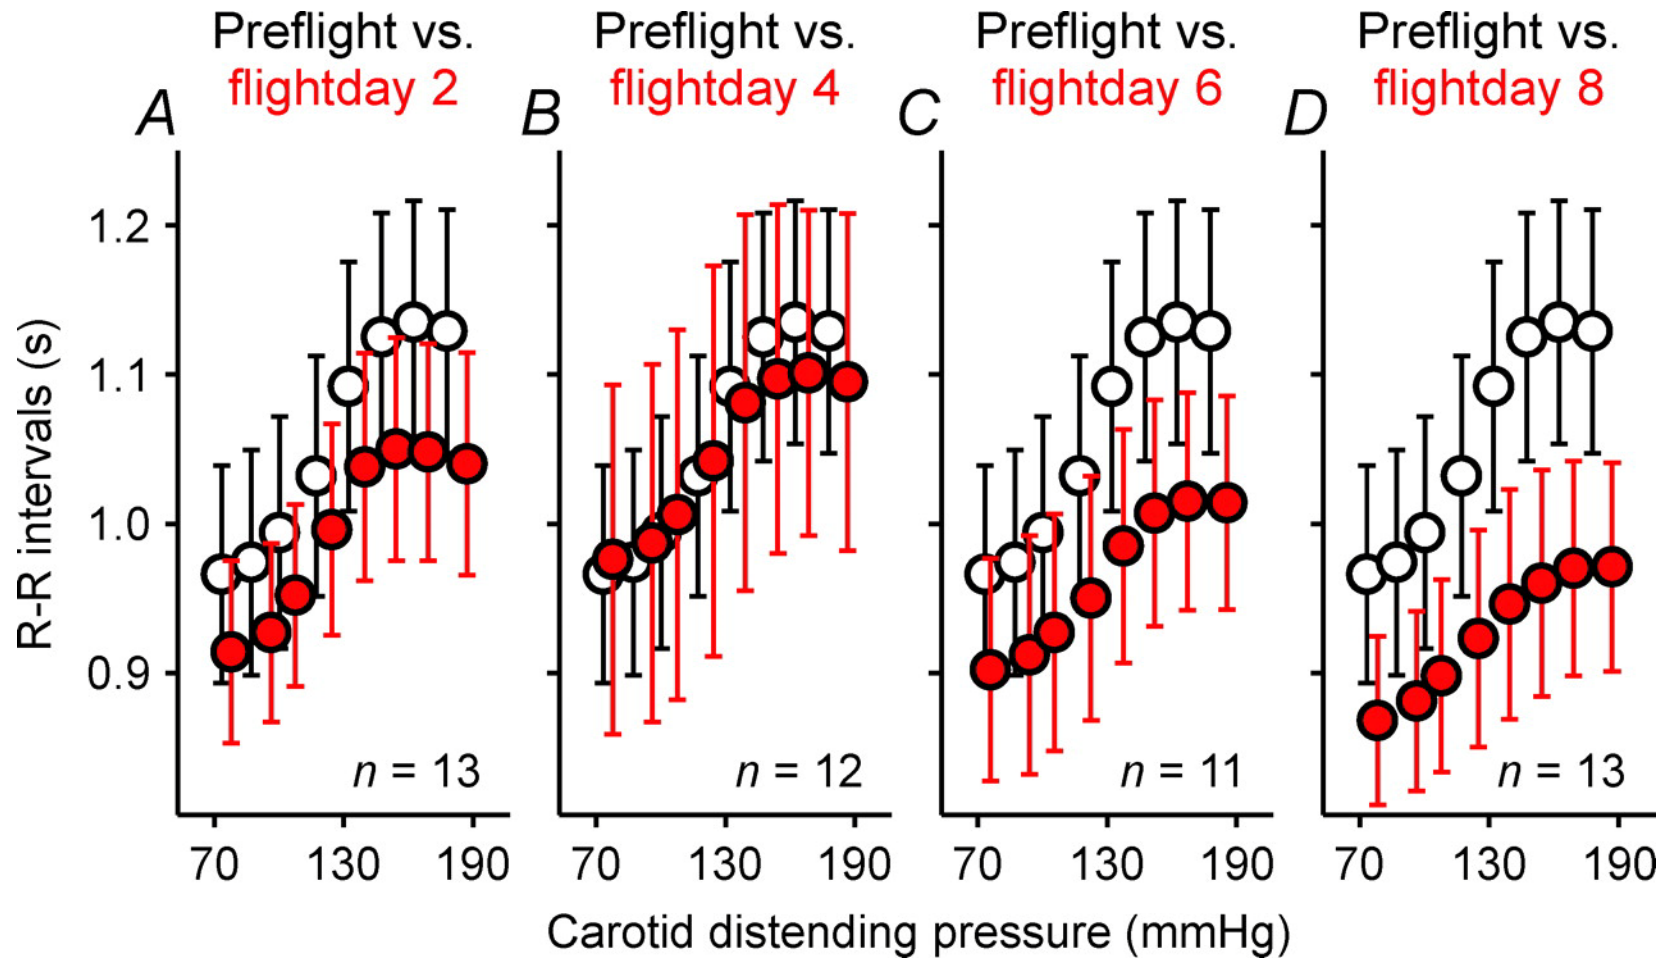 Preflight vs. Preflight vs. Preflight vs. Preflight vs.
flightday 2 flightday 4 flightday 6 flightday 8
A B C D
1.2
1.1
1.0
0.9
R-R intervals (s)
n = 13 n = 12 n = 11 n = 13
70 130 190 70 130 190 70 130 190 70 130 190
Carotid distending pressure (mmHg)